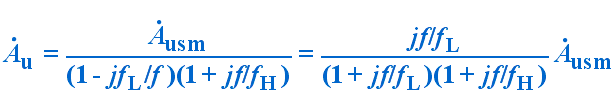 Ȧu = Ȧusm / (1 - jfL/f)(1 + jf/fH) = jf/fL / (1 + jf/fL)(1 + jf/fH) Ȧusm